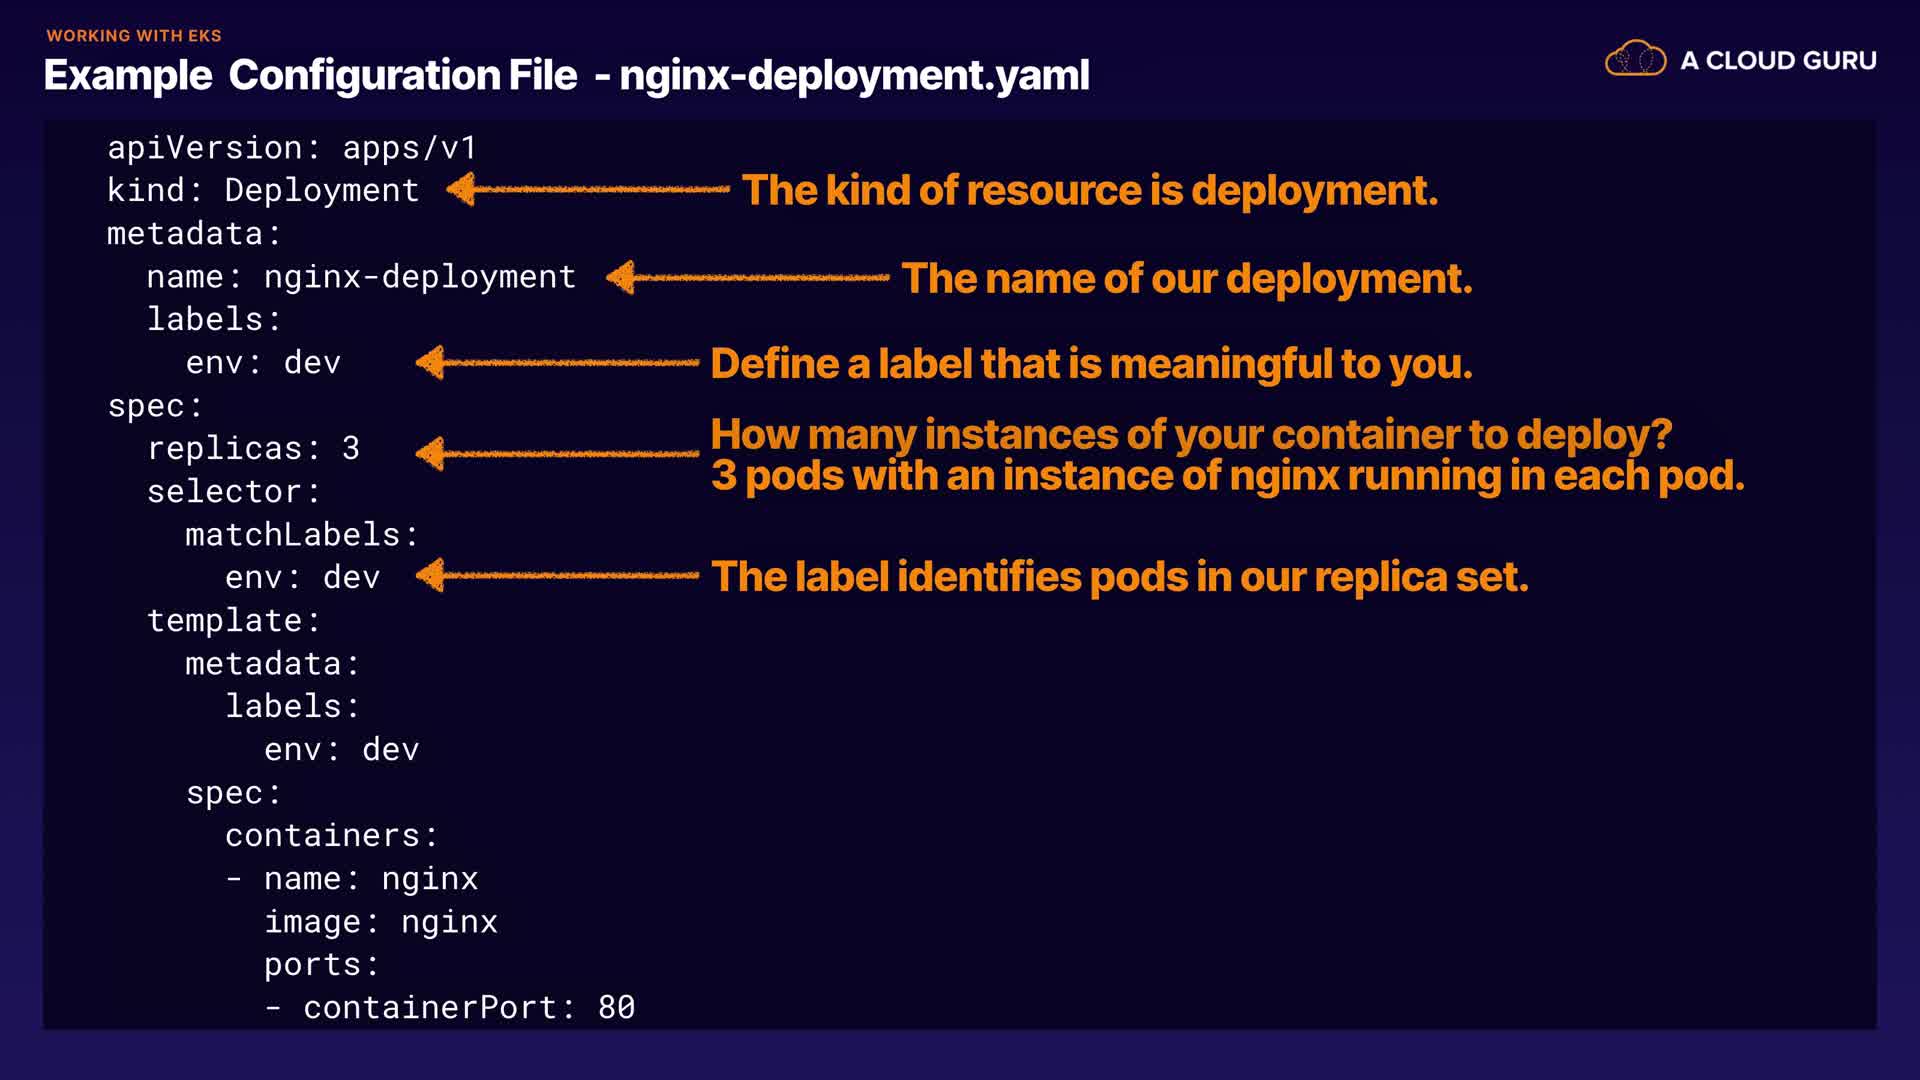 WORKING WITH EKS
Example Configuration File - nginx-deployment.yaml
A CLOUD GURU
apiVersion: apps/v1
kind: Deployment
The kind of resource is deployment.
metadata:
name: nginx-deployment
The name of our deployment.
labels:
env: dev
Define a label that is meaningful to you.
spec:
replicas: 3
How many instances of your container to deploy?
3 pods with an instance of nginx running in each pod.
selector:
matchLabels:
env: dev
The label identifies pods in our replica set.
template:
metadata:
labels:
env: dev
spec:
containers:
- name: nginx
image: nginx
ports:
- containerPort: 80